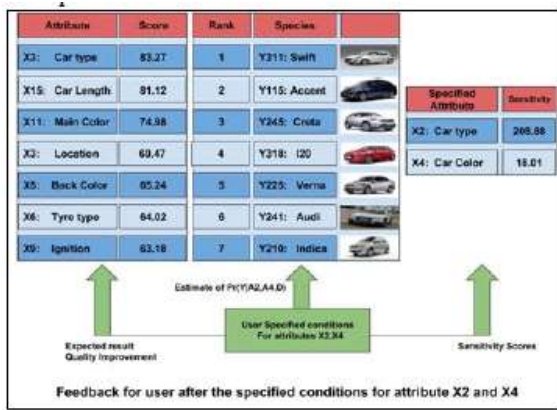 Attribute Score Rank Species
X3: Car type 83.27 1 Y311: Swift
X15: Car Length 81.12 2 Y115: Accent
X11: Main Color 74.98 3 Y245: Creta
X3: Location 69.47 4 Y318: I20
X5: Back Color 65.24 5 Y225: Verna
X6: Tyre type 64.02 6 Y241: Audi
X9: Ignition 63.18 7 Y210: Indica
Specified Attribute Sensitivity
X2: Car type 208.88
X4: Car Color 18.01
Estimate of Pr(Y|A2,A4,D)
User Specified conditions
For attributes X2,X4
Expected result
Quality Improvement
Sensitivity Scores
Feedback for user after the specified conditions for attribute X2 and X4